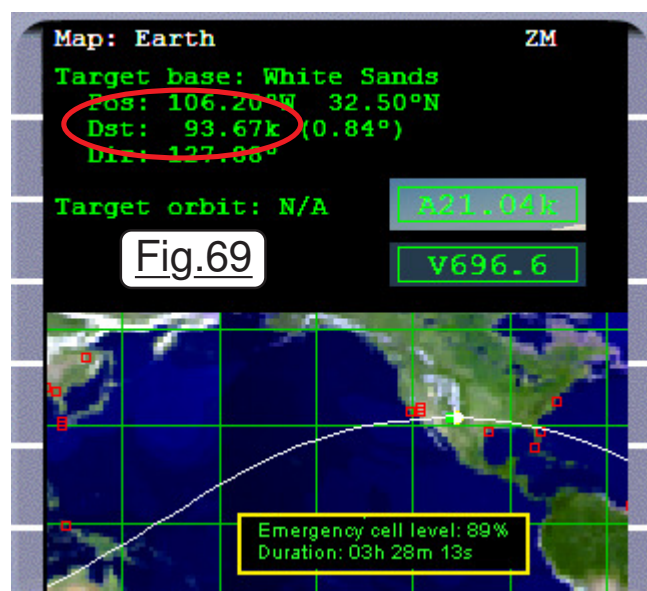 Map: Earth ZM
Target base: White Sands
Pos: 106.20°W 32.50°N
Dst: 93.67k (0.84°)
Dir: 127.88°
Target orbit: N/A
A21.04k
Fig.69
V696.6
Emergency cell level: 89%
Duration: 03h 28m 13s